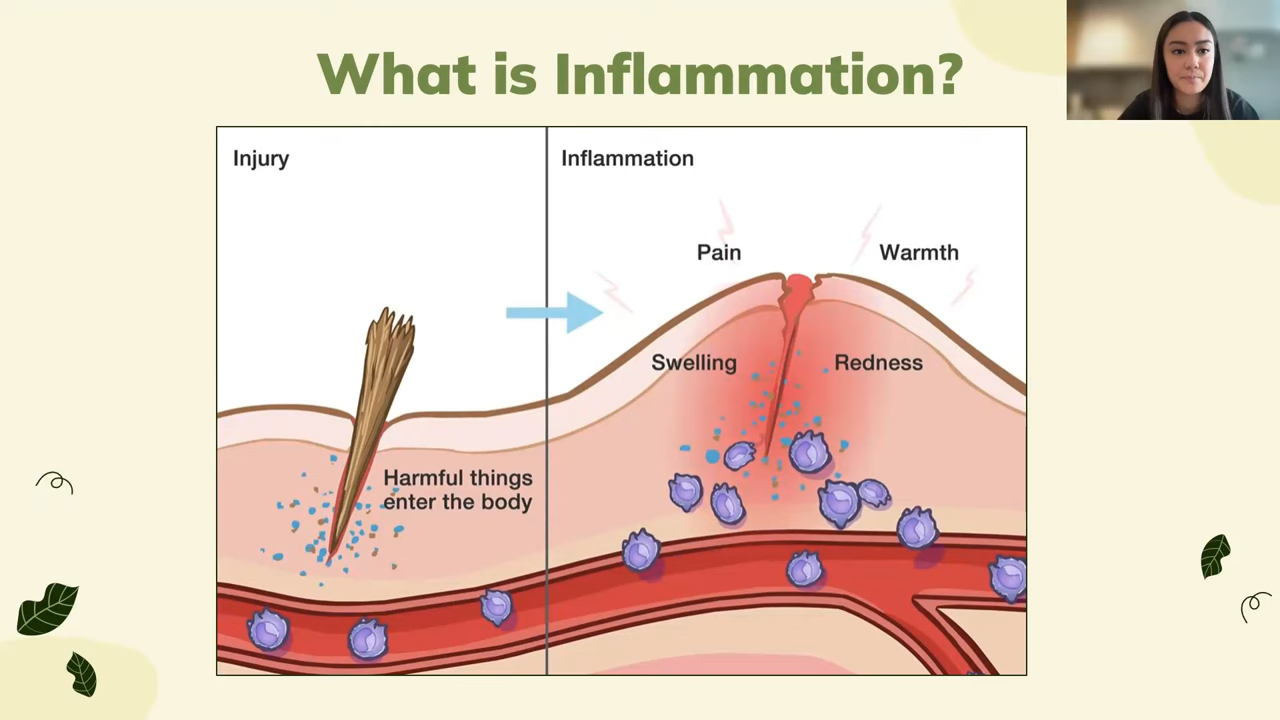 What is Inflammation?
Injury
Inflammation
Pain
Warmth
Swelling
Redness
Harmful things
enter the body